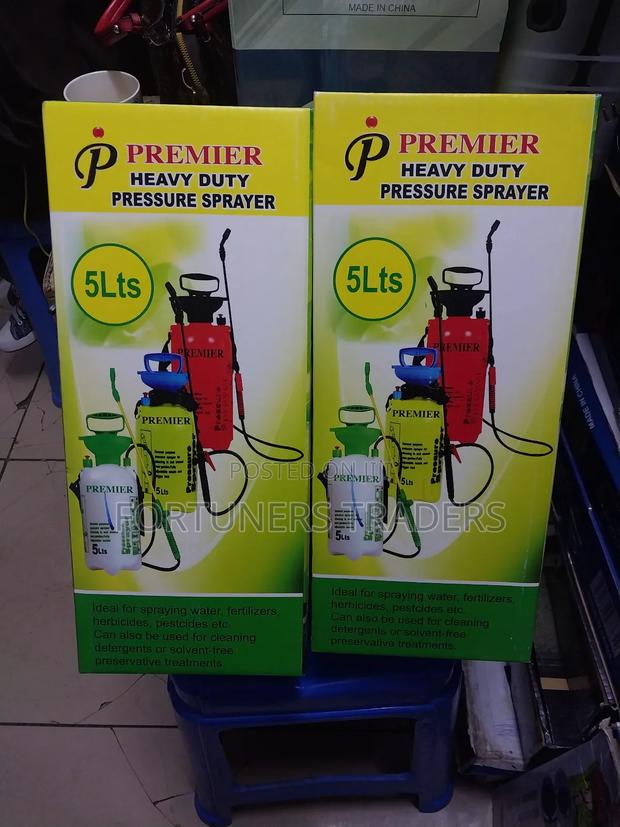 MADE IN CHINA
P PREMIER
HEAVY DUTY
PRESSURE SPRAYER
5Lts
PREMIER
PREMIER
5Lts
PREMIER
5Lts
Ideal for spraying water, fertilizers,
herbicides, pestcides etc.
Can also be used for cleaning
detergents or solvent-free
preservative treatments.
P PREMIER
HEAVY DUTY
PRESSURE SPRAYER
5Lts
PREMIER
PREMIER
5Lts
PREMIER
5Lts
Ideal for spraying water, fertilizers,
herbicides, pestcides etc.
Can also be used for cleaning
detergents or solvent-free
preservative treatments.
MADE IN CHINA
POSTED ON
FORTUNERS TRADERS